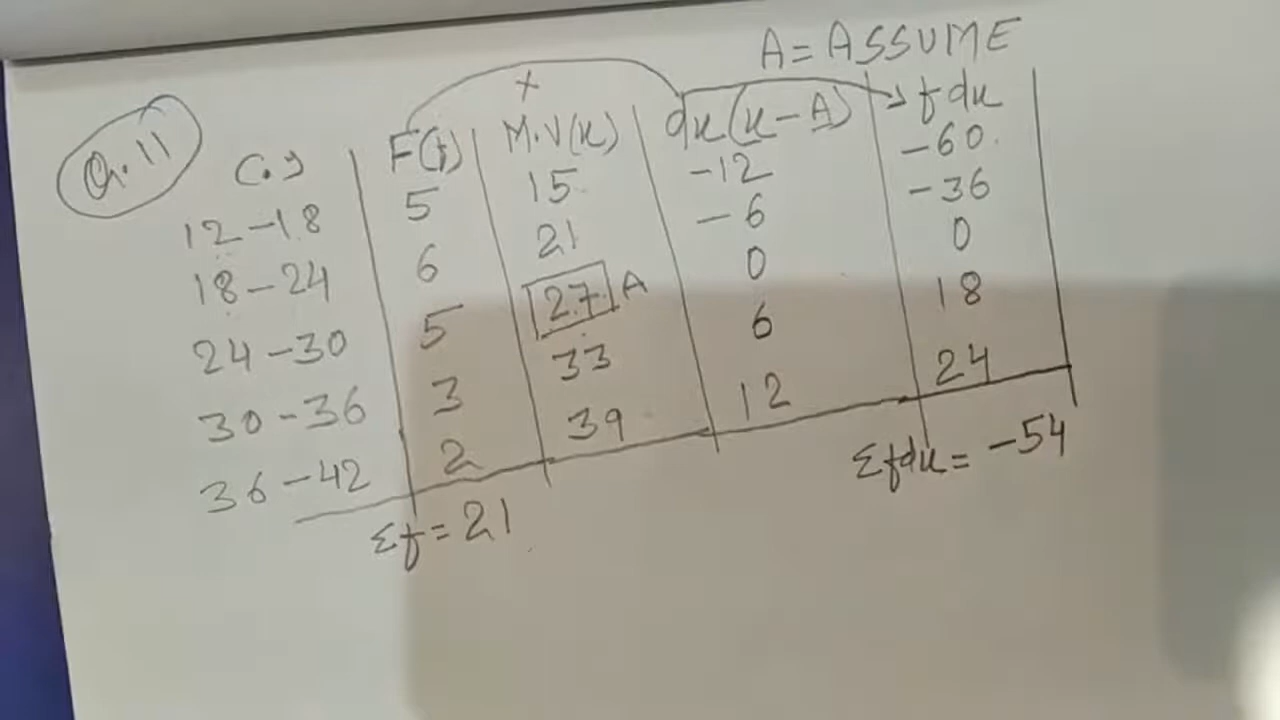 A = ASSUME
Q.11
C.I F(f) M.V(x) dx(x-A) fdx
×
12-18 5 15 -12 -60
18-24 6 21 -6 -36
24-30 5 27 A 0 0
30-36 3 33 6 18
36-42 2 39 12 24
Σf = 21 Σfdx = -54